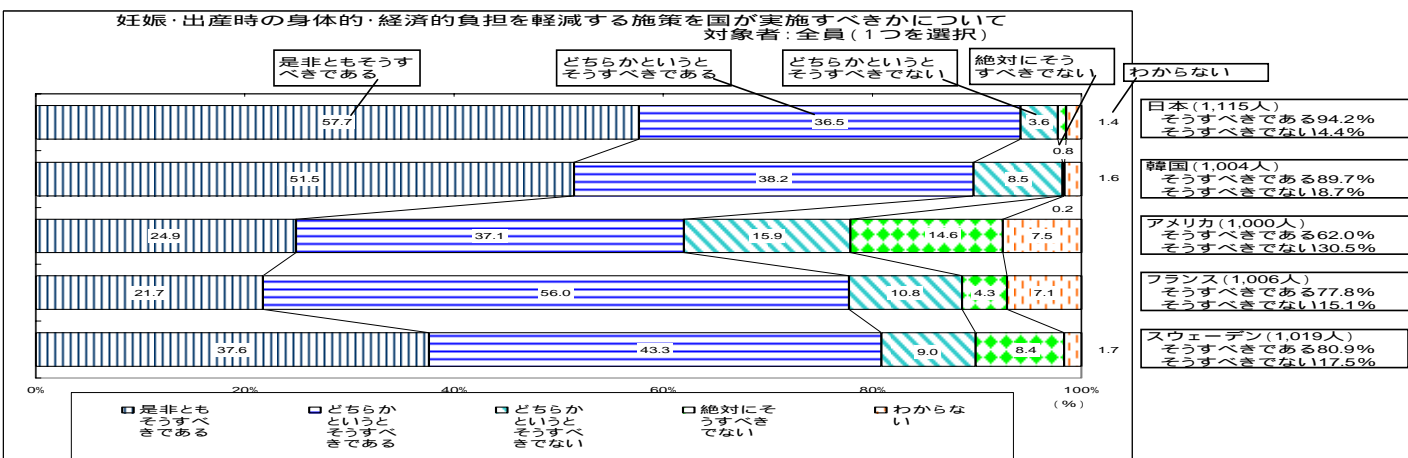 妊娠･出産時の身体的･経済的負担を軽減する施策を国が実施すべきかについて
対象者:全員(1つを選択)
是非ともそうす
べきである
どちらかというと
そうすべきである
どちらかというと
そうすべきでない
絶対にそう
すべきでない
わからない
57.7
36.5
3.6
0.8
1.4
51.5
38.2
8.5
0.2
1.6
24.9
37.1
15.9
14.6
7.5
21.7
56.0
10.8
4.3
7.1
37.6
43.3
9.0
8.4
1.7
0%
20%
40%
60%
80%
100%
(%)
日本(1,115人)
そうすべきである94.2%
そうすべきでない4.4%
韓国(1,004人)
そうすべきである89.7%
そうすべきでない8.7%
アメリカ(1,000人)
そうすべきである62.0%
そうすべきでない30.5%
フランス(1,006人)
そうすべきである77.8%
そうすべきでない15.1%
スウェーデン(1,019人)
そうすべきである80.9%
そうすべきでない17.5%
是非とも
そうすべ
きである
どちらか
というと
そうすべ
きである
どちらか
というと
そうすべ
きでない
絶対にそ
うすべき
でない
わからな
い